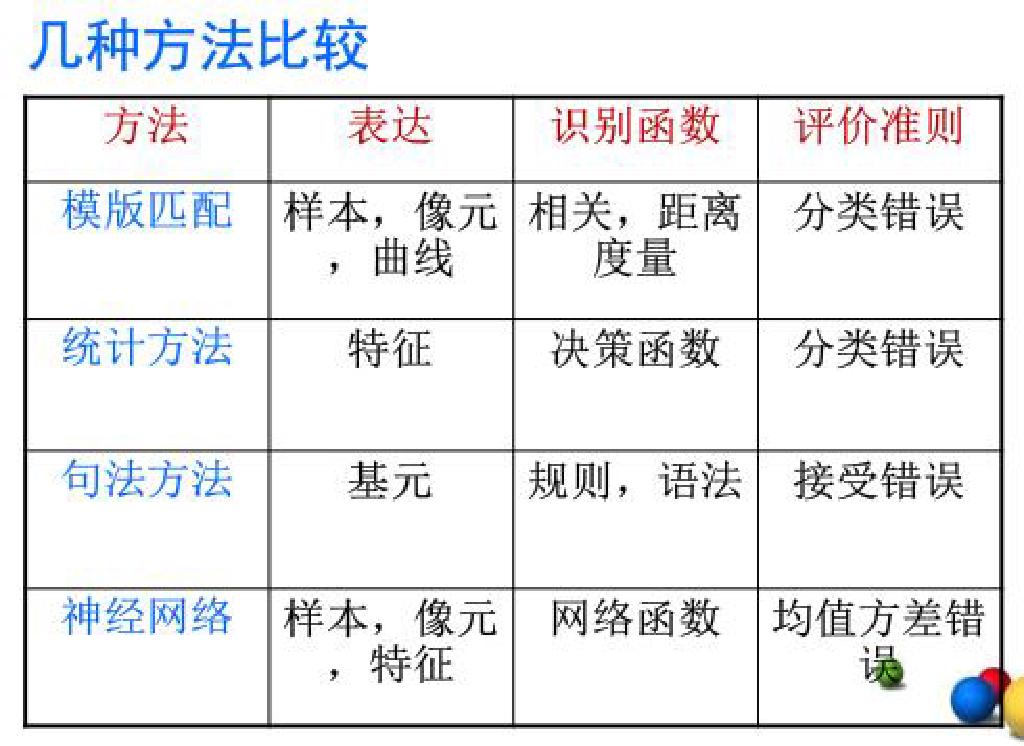 几种方法比较
方法 表达 识别函数 评价准则
模版匹配 样本，像元 相关，距离 分类错误
，曲线 度量
统计方法 特征 决策函数 分类错误
句法方法 基元 规则，语法 接受错误
神经网络 样本，像元 网络函数 均值方差错
，特征 误